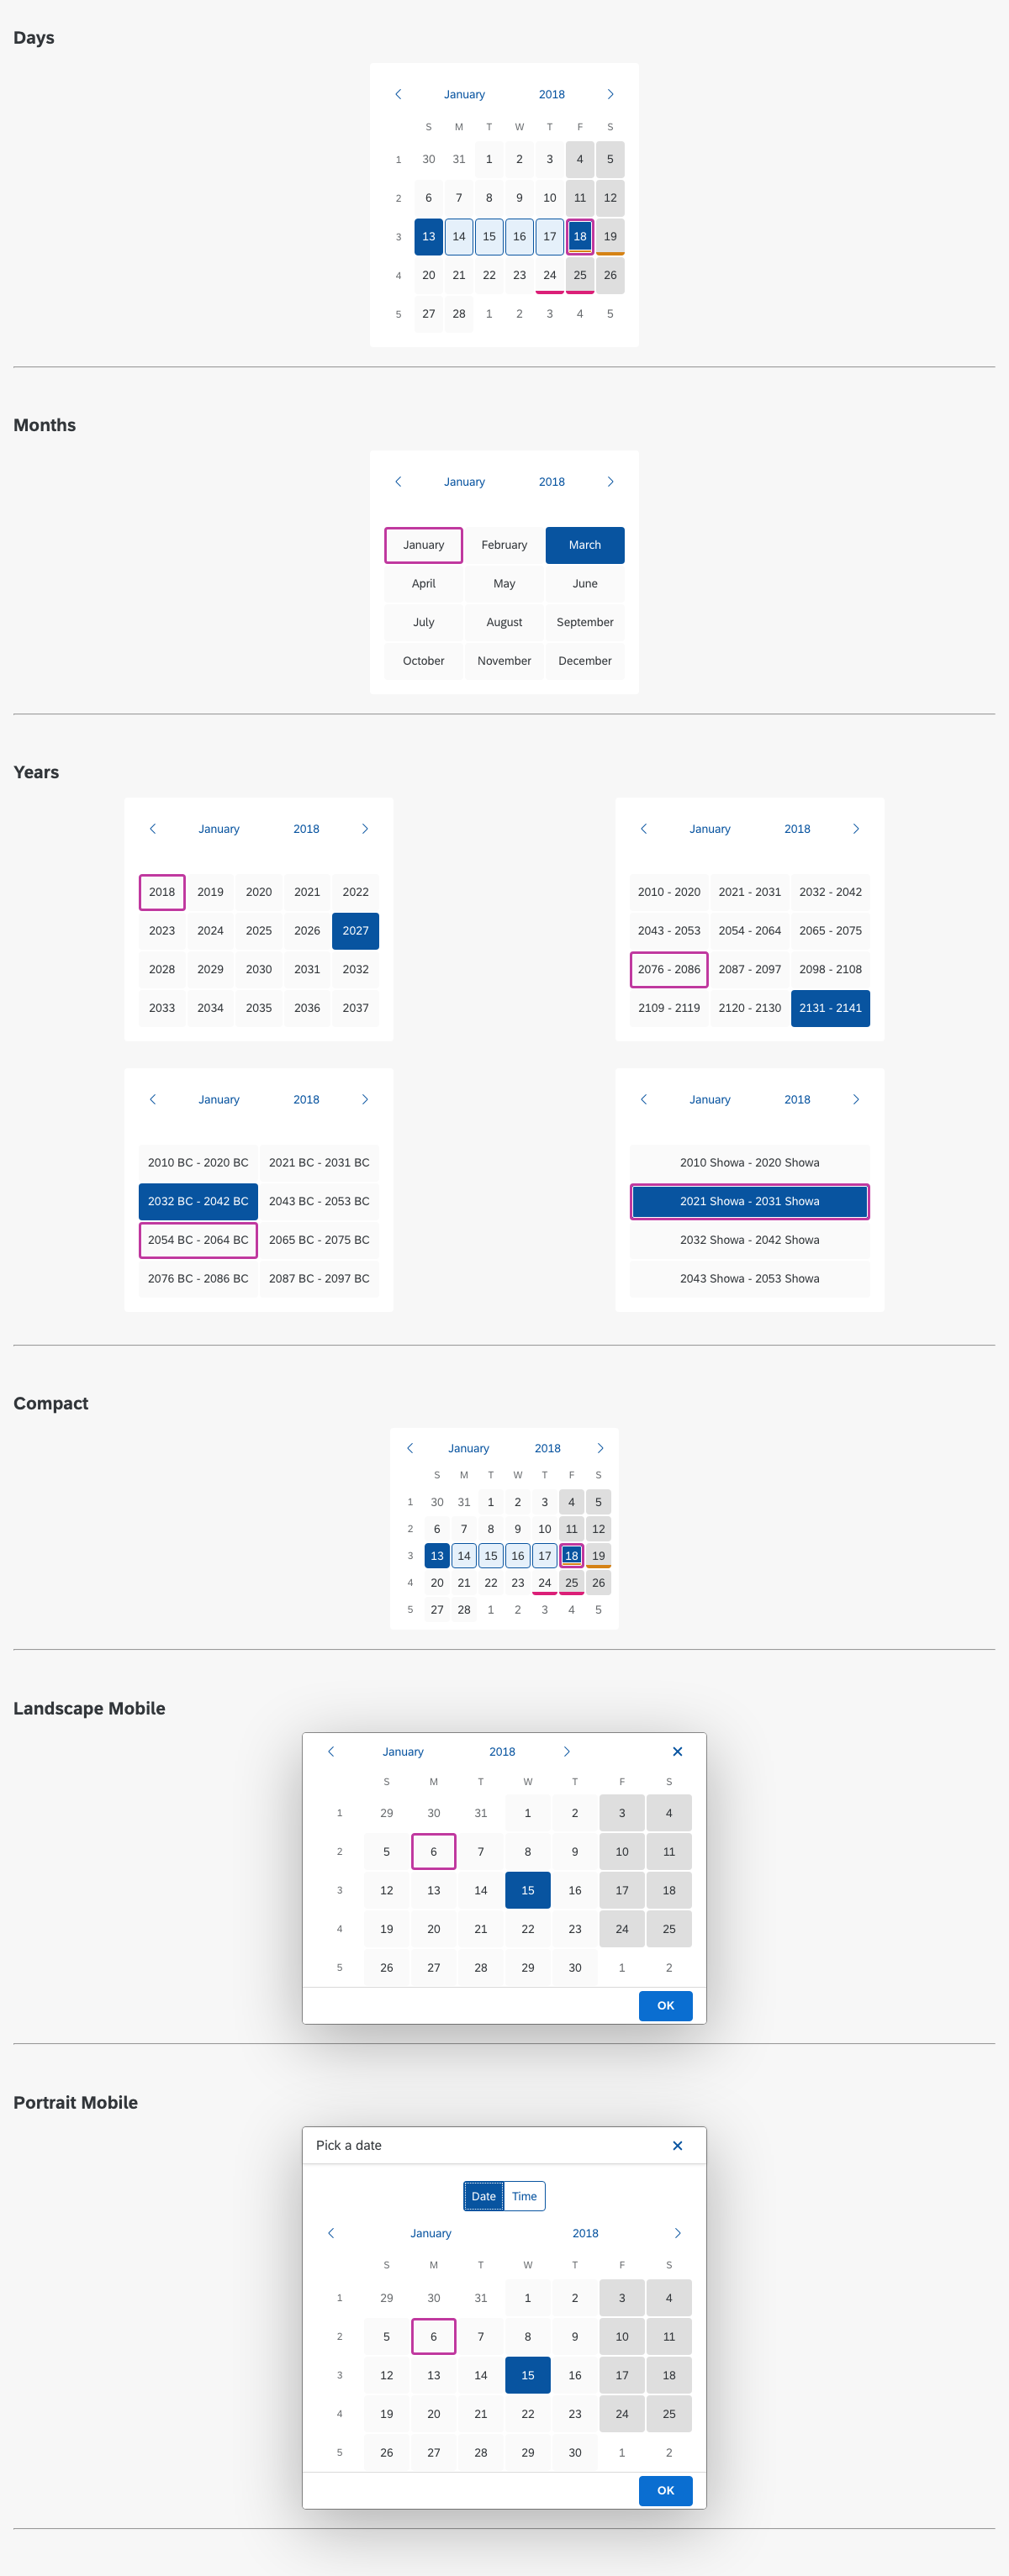 Days
January 2018
S M T W T F S
1 30 31 1 2 3 4 5
2 6 7 8 9 10 11 12
3 13 14 15 16 17 18 19
4 20 21 22 23 24 25 26
5 27 28 1 2 3 4 5
Months
January 2018
January February March
April May June
July August September
October November December
Years
January 2018
2018 2019 2020 2021 2022
2023 2024 2025 2026 2027
2028 2029 2030 2031 2032
2033 2034 2035 2036 2037
January 2018
2010 - 2020 2021 - 2031 2032 - 2042
2043 - 2053 2054 - 2064 2065 - 2075
2076 - 2086 2087 - 2097 2098 - 2108
2109 - 2119 2120 - 2130 2131 - 2141
January 2018
2010 BC - 2020 BC 2021 BC - 2031 BC
2032 BC - 2042 BC 2043 BC - 2053 BC
2054 BC - 2064 BC 2065 BC - 2075 BC
2076 BC - 2086 BC 2087 BC - 2097 BC
January 2018
2010 Showa - 2020 Showa
2021 Showa - 2031 Showa
2032 Showa - 2042 Showa
2043 Showa - 2053 Showa
Compact
January 2018
S M T W T F S
1 30 31 1 2 3 4 5
2 6 7 8 9 10 11 12
3 13 14 15 16 17 18 19
4 20 21 22 23 24 25 26
5 27 28 1 2 3 4 5
Landscape Mobile
January 2018
S M T W T F S
1 29 30 31 1 2 3 4
2 5 6 7 8 9 10 11
3 12 13 14 15 16 17 18
4 19 20 21 22 23 24 25
5 26 27 28 29 30 1 2
OK
Portrait Mobile
Pick a date
Date Time
January 2018
S M T W T F S
1 29 30 31 1 2 3 4
2 5 6 7 8 9 10 11
3 12 13 14 15 16 17 18
4 19 20 21 22 23 24 25
5 26 27 28 29 30 1 2
OK